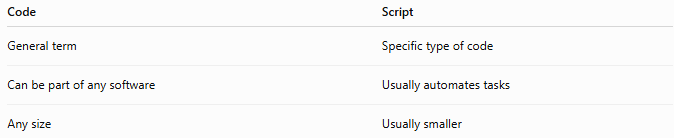 Code Script
General term Specific type of code
Can be part of any software Usually automates tasks
Any size Usually smaller